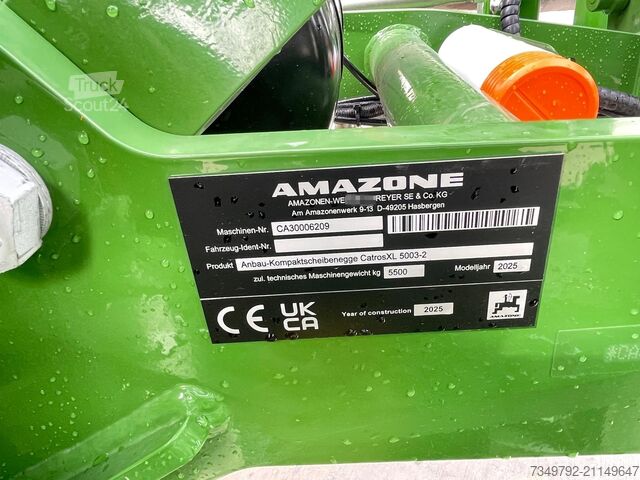 Truck
Scout24
AMAZONE
AMAZONEN-WE REYER SE & Co. KG
Am Amazonenwerk 9-13 D-49205 Hasbergen
Maschinen-Nr. CA30006209
Fahrzeug-Ident-Nr.
Produkt Anbau-Kompaktscheibenegge CatrosXL 5003-2
zul. technisches Maschinengewicht kg 5500 Modelljahr 2025
CE UK CA Year of construction 2025 AMAZONE
7349792-21149647